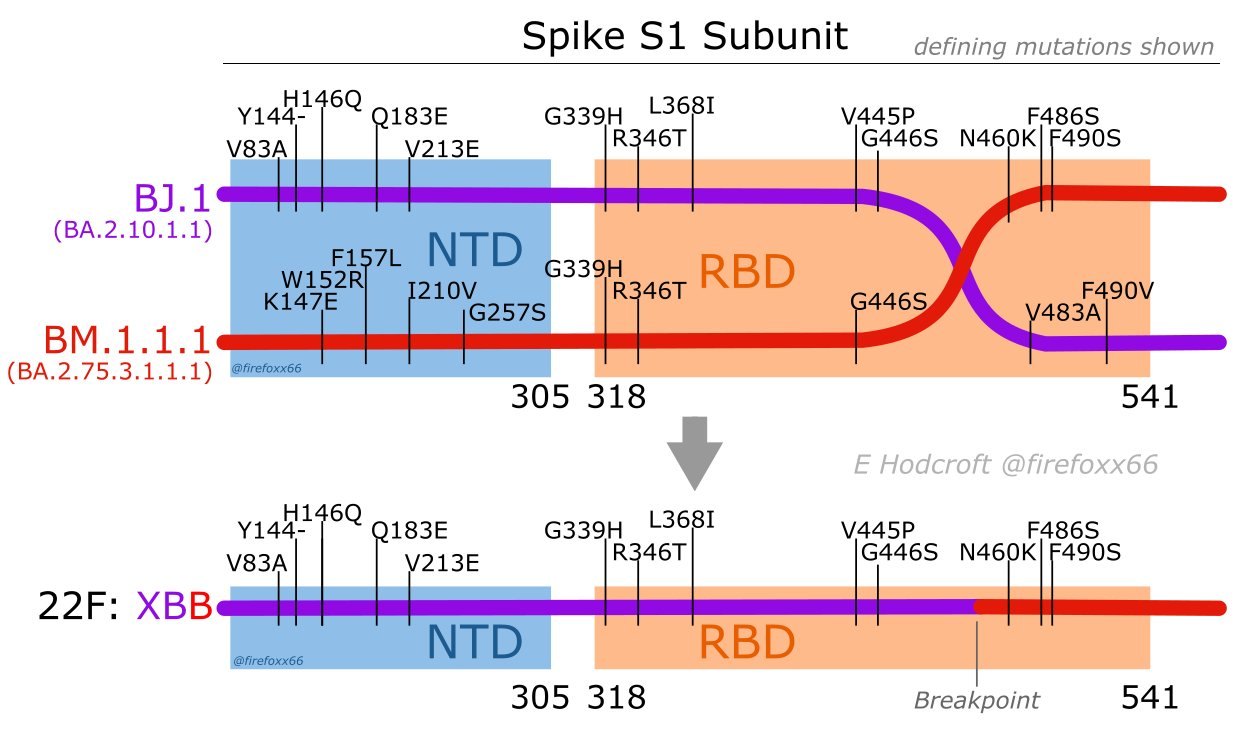 Spike S1 Subunit
defining mutations shown
H146Q L368I
Y144- Q183E G339H V445P F486S
R346T G446S N460K F490S
V83A V213E
BJ.1
(BA.2.10.1.1)
NTD
RBD
F157L G339H
W152R I210V R346T F490V
K147E G257S G446S V483A
BM.1.1.1
(BA.2.75.3.1.1.1)
@firefoxx66
305 318 541
E Hodcroft @firefoxx66
H146Q L368I
Y144- Q183E G339H V445P F486S
R346T G446S N460K F490S
V83A V213E
22F: XBB
NTD RBD
@firefoxx66
305 318 541
Breakpoint